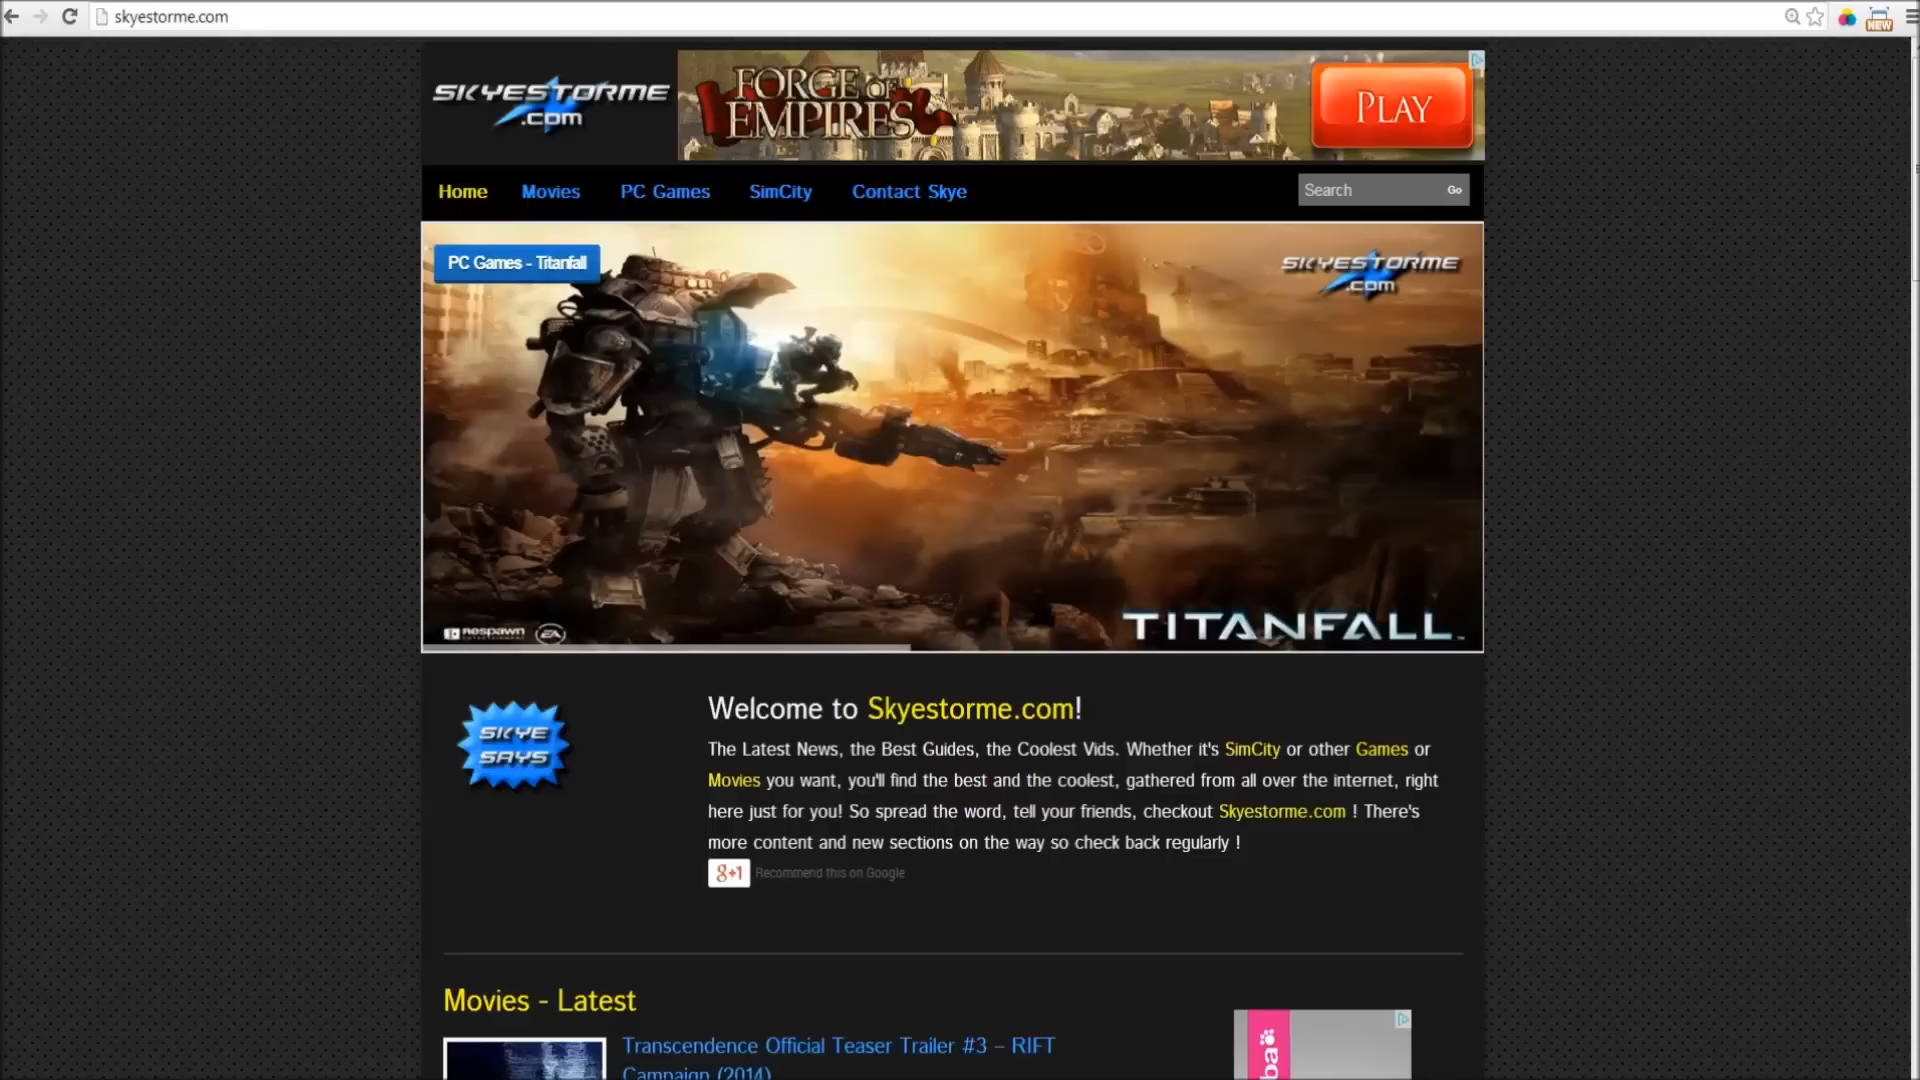 skyestorme.com
NEW
SKYESTORME
.COM
FORGE OF
EMPIRES
PLAY
Home Movies PC Games SimCity Contact Skye
Search Go
PC Games - Titanfall
SKYESTORME
.COM
Respawn
ENTERTAINMENT
EA
TITANFALL
SKYE
SAYS
Welcome to Skyestorme.com!
The Latest News, the Best Guides, the Coolest Vids. Whether it's SimCity or other Games or
Movies you want, you'll find the best and the coolest, gathered from all over the internet, right
here just for you! So spread the word, tell your friends, checkout Skyestorme.com ! There's
more content and new sections on the way so check back regularly !
g+1 Recommend this on Google
Movies - Latest
Transcendence Official Teaser Trailer #3 – RIFT
Campaign (2014)
ba